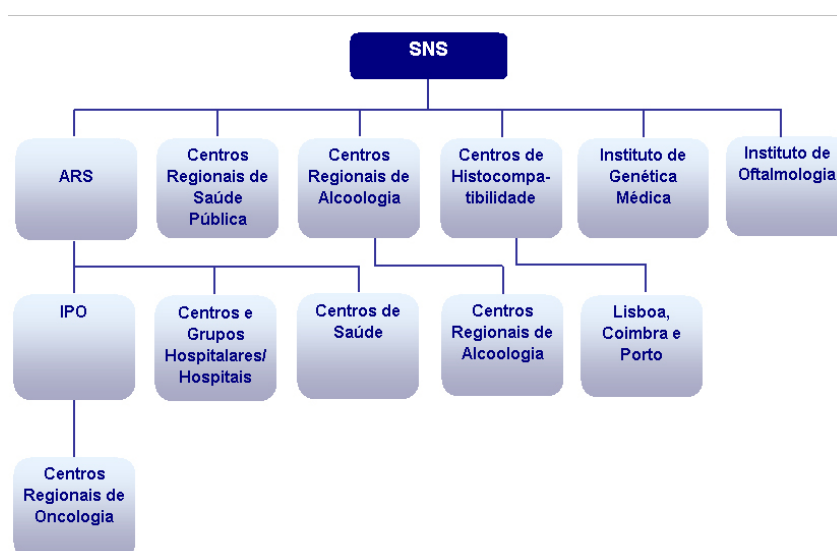 SNS
ARS
Centros
Regionais de
Saúde
Pública
Centros
Regionais de
Alcoologia
Centros de
Histocompa-
tibilidade
Instituto de
Genética
Médica
Instituto de
Oftalmologia
IPO
Centros e
Grupos
Hospitalares/
Hospitais
Centros de
Saúde
Centros
Regionais de
Alcoologia
Lisboa,
Coimbra e
Porto
Centros
Regionais de
Oncologia